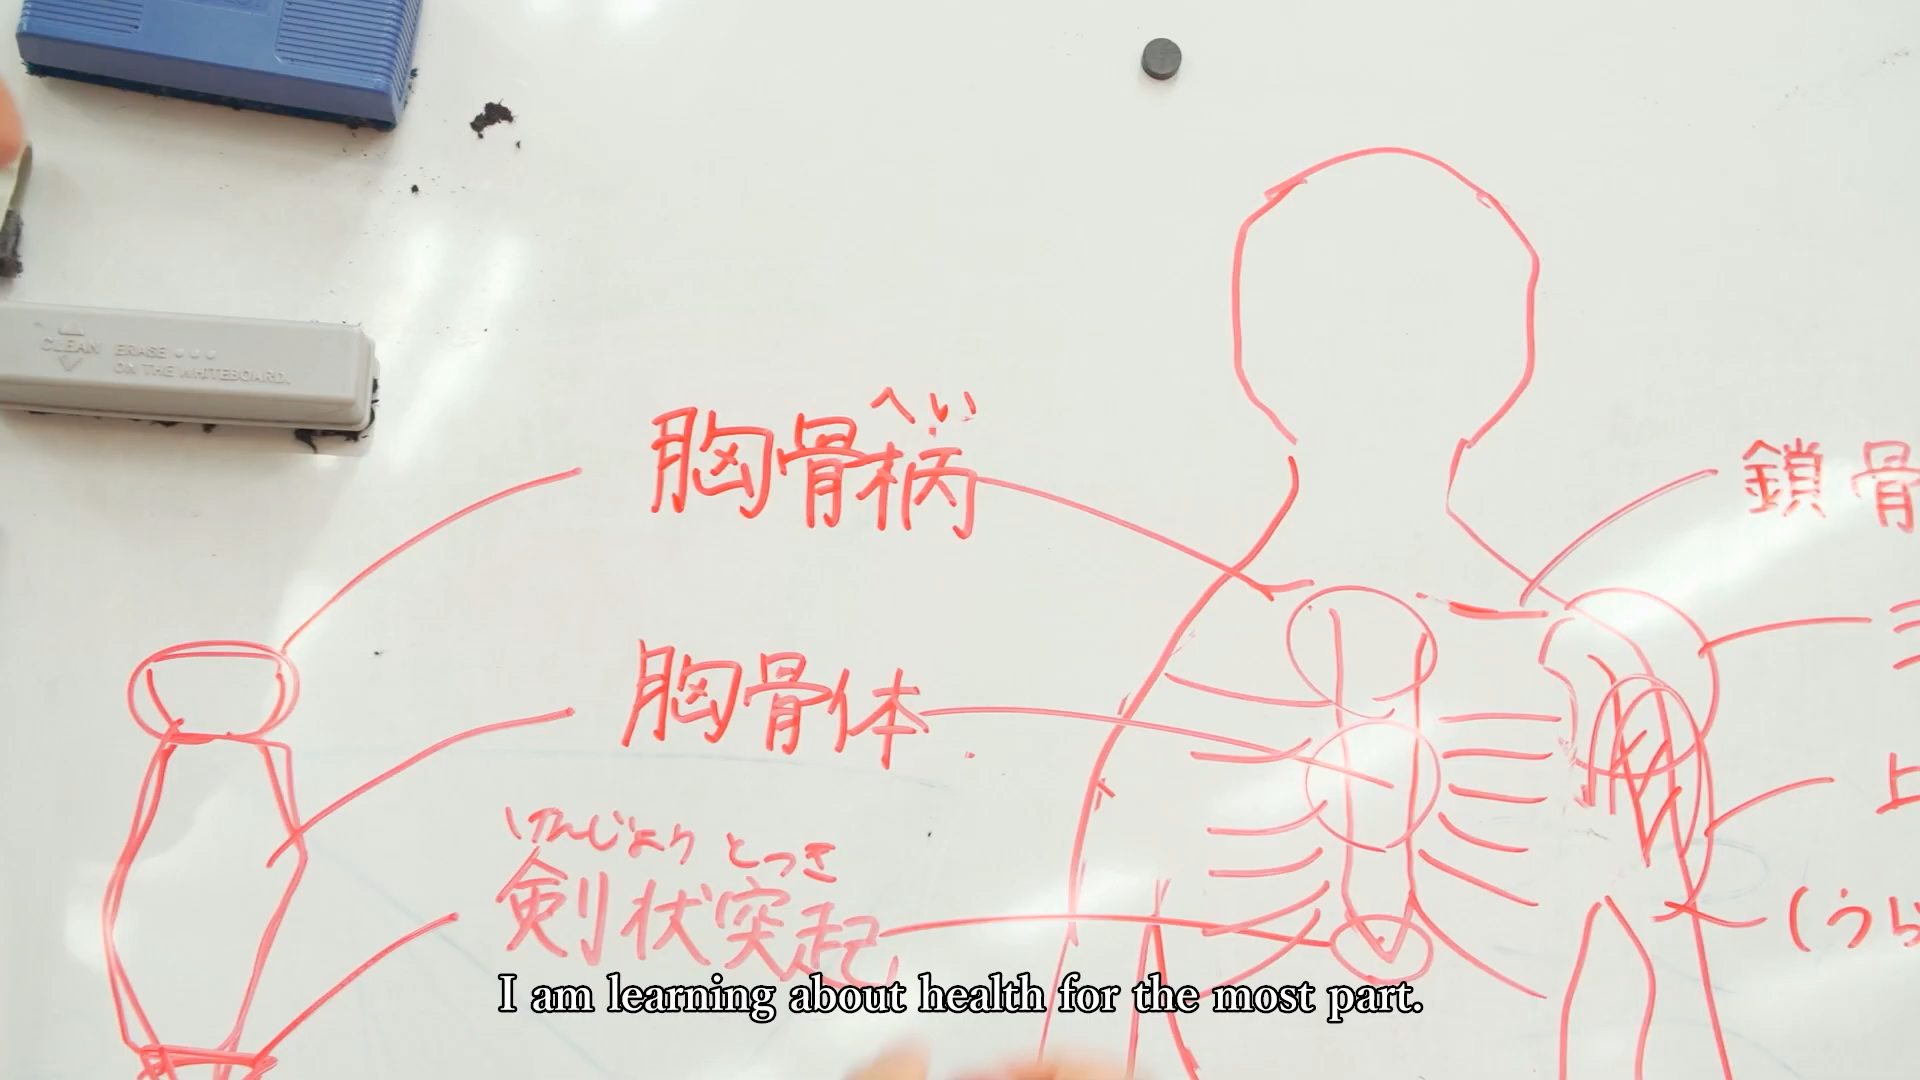 CLEAN ERASE
ON THE WHITEBOARD.
へい
胸骨柄
鎖骨
胸骨体
けんじょう とっき
剣状突起
上
(うら
I am learning about health for the most part.